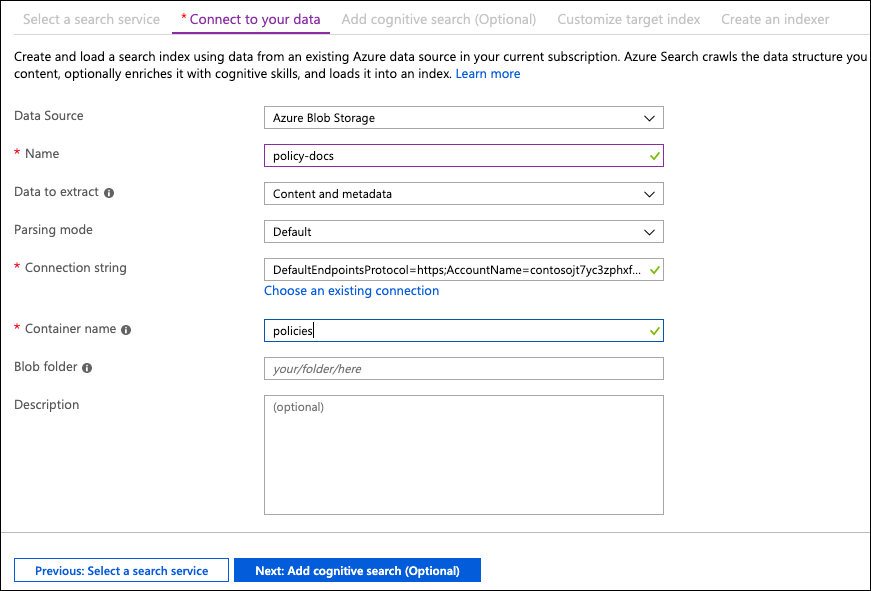 Select a search service * Connect to your data Add cognitive search (Optional) Customize target index Create an indexer
Create and load a search index using data from an existing Azure data source in your current subscription. Azure Search crawls the data structure you
content, optionally enriches it with cognitive skills, and loads it into an index. Learn more
Data Source Azure Blob Storage
* Name policy-docs
Data to extract Content and metadata
Parsing mode Default
* Connection string DefaultEndpointsProtocol=https;AccountName=contosojt7yc3zphxf...
Choose an existing connection
* Container name policies
Blob folder your/folder/here
Description (optional)
Previous: Select a search service Next: Add cognitive search (Optional)